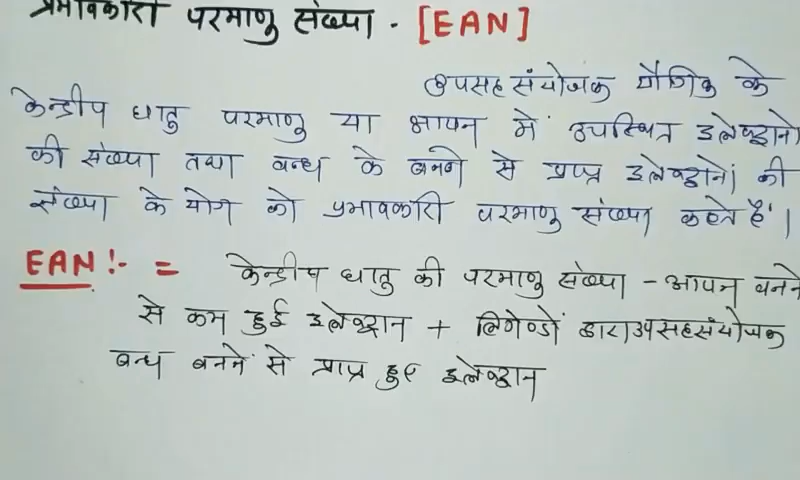 प्रभावकारी परमाणु संख्या - [EAN]
उपसहसंयोजक यौगिक के
केन्द्रीय धातु परमाणु या आयन में उपस्थित इलेक्ट्रानो
की संख्या तथा बन्ध के बनने से प्राप्त इलेक्ट्रानों की
संख्या के योग को प्रभावकारी परमाणु संख्या कहते हैं।
EAN :- = केन्द्रीय धातु की परमाणु संख्या - आयन बनने
से कम हुई इलेक्ट्रान + लिगेण्डों द्वारा उपसहसंयोजक
बन्ध बनने से प्राप्त हुए इलेक्ट्रान